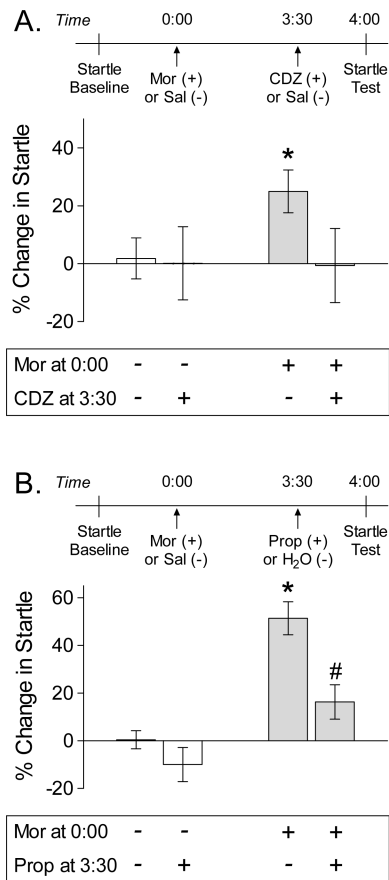 A.
Time 0:00 3:30 4:00
Startle Baseline
Mor (+) or Sal (-)
CDZ (+) or Sal (-)
Startle Test
% Change in Startle
40
20
0
-20
*
Mor at 0:00 - - + +
CDZ at 3:30 - + - +
B.
Time 0:00 3:30 4:00
Startle Baseline
Mor (+) or Sal (-)
Prop (+) or H₂O (-)
Startle Test
% Change in Startle
60
40
20
0
-20
*
#
Mor at 0:00 - - + +
Prop at 3:30 - + - +